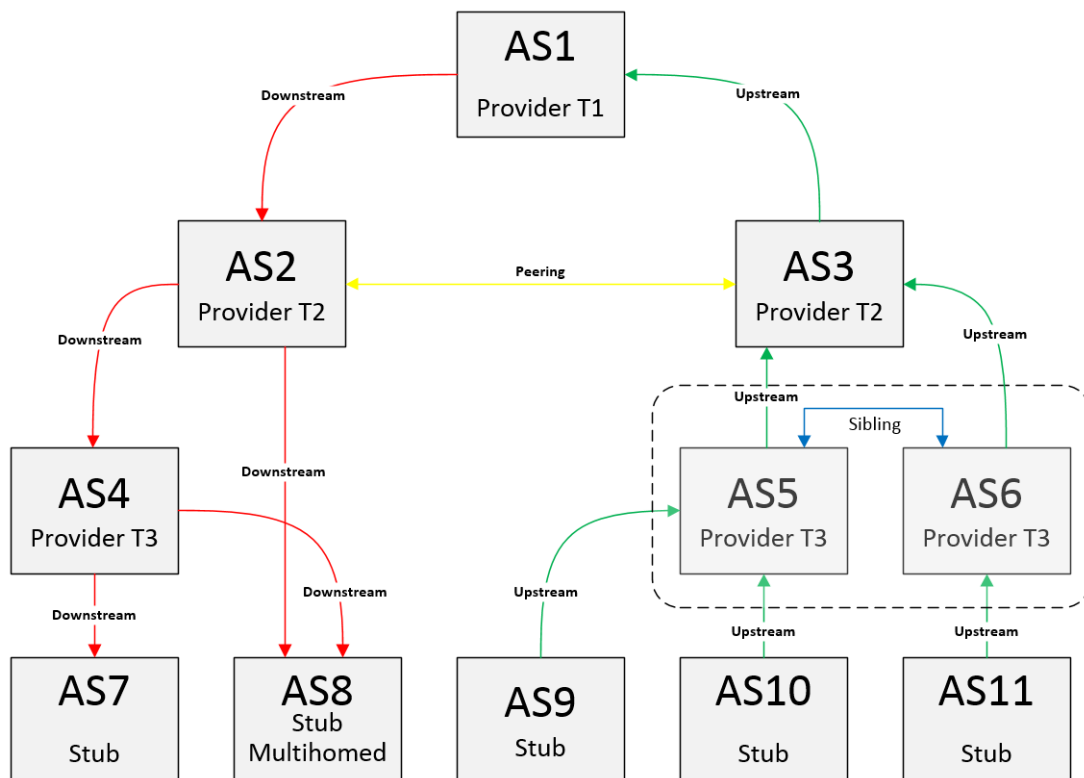 AS1
Provider T1
Downstream
Upstream
AS2
Provider T2
Peering
AS3
Provider T2
Downstream
Upstream
Upstream
Sibling
Downstream
AS4
Provider T3
AS5
Provider T3
AS6
Provider T3
Downstream
Downstream
Upstream
Upstream
Upstream
AS7
Stub
AS8
Stub
Multihomed
AS9
Stub
AS10
Stub
AS11
Stub